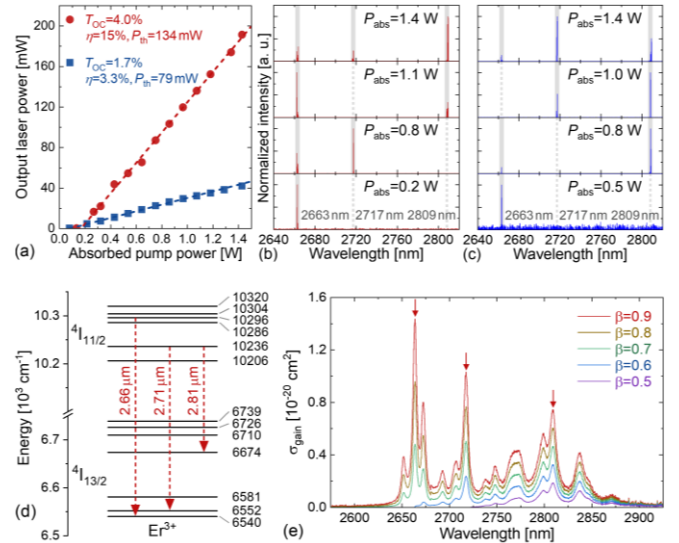 T_OC=4.0%
η=15%, P_th=134 mW
T_OC=1.7%
η=3.3%, P_th=79 mW
Output laser power [mW]
200
160
120
80
40
0
0.0 0.2 0.4 0.6 0.8 1.0 1.2 1.4
Absorbed pump power [W]
(a)
Normalized intensity [a. u.]
P_abs=1.4 W
P_abs=1.1 W
P_abs=0.8 W
P_abs=0.2 W
2663 nm 2717 nm 2809 nm
2640 2680 2720 2760 2800
Wavelength [nm]
(b)
P_abs=1.4 W
P_abs=1.0 W
P_abs=0.8 W
P_abs=0.5 W
2663 nm 2717 nm 2809 nm
2640 2680 2720 2760 2800
Wavelength [nm]
(c)
Energy [10³ cm⁻¹]
10.3
10.2
6.7
6.6
6.5
⁴I₁₁/₂
⁴I₁₃/₂
10320
10304
10296
10286
10236
10206
6739
6726
6710
6674
6581
6552
6540
2.66 μm
2.71 μm
2.81 μm
Er³⁺
(d)
σ_gain [10⁻²⁰ cm²]
1.6
1.2
0.8
0.4
0.0
β=0.9
β=0.8
β=0.7
β=0.6
β=0.5
2600 2650 2700 2750 2800 2850 2900
Wavelength [nm]
(e)